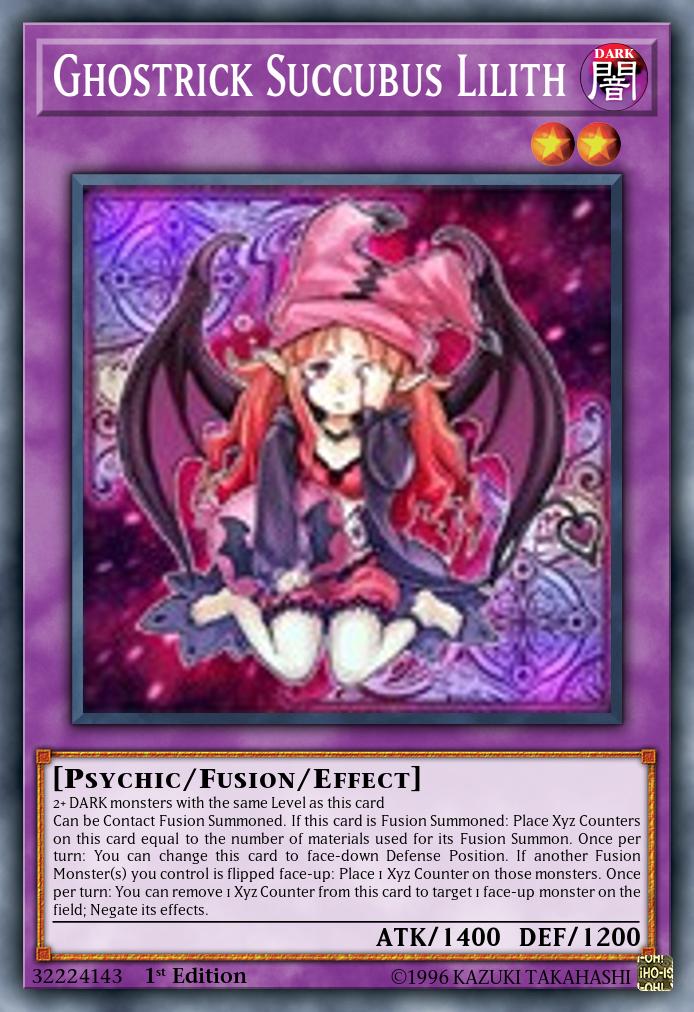 Ghostrick Succubus Lilith
DARK
闇
[Psychic/Fusion/Effect]
2+ DARK monsters with the same Level as this card
Can be Contact Fusion Summoned. If this card is Fusion Summoned: Place Xyz Counters
on this card equal to the number of materials used for its Fusion Summon. Once per
turn: You can change this card to face-down Defense Position. If another Fusion
Monster(s) you control is flipped face-up: Place 1 Xyz Counter on those monsters. Once
per turn: You can remove 1 Xyz Counter from this card to target 1 face-up monster on the
field; Negate its effects.
ATK/1400 DEF/1200
32224143 1st Edition ©1996 KAZUKI TAKAHASHI